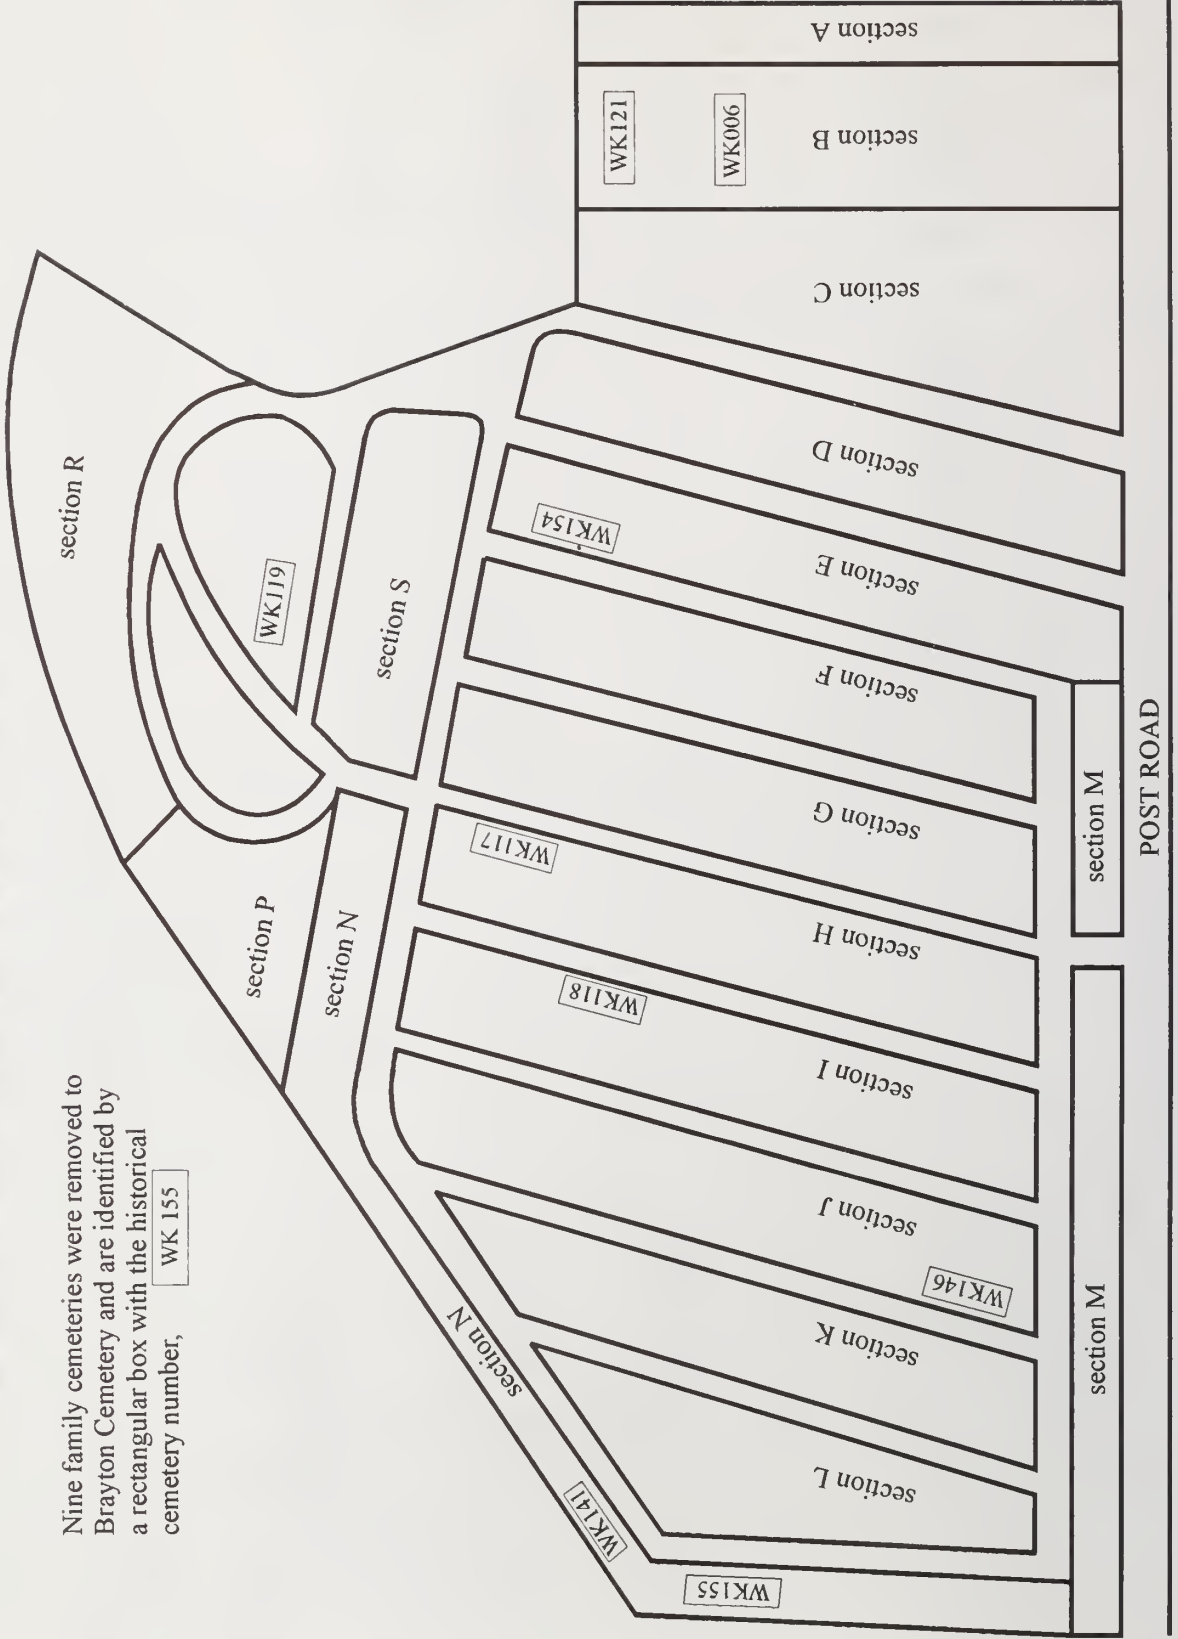 Nine family cemeteries were removed to
Brayton Cemetery and are identified by
a rectangular box with the historical
cemetery number, WK 155
section R
section P
section N
section S
WK119
section A
section B
WK121
WK006
section C
section D
section E
WK154
section F
section G
section H
WK117
section I
WK118
section J
WK146
section K
section L
section N
WK141
WK155
section M
section M
POST ROAD